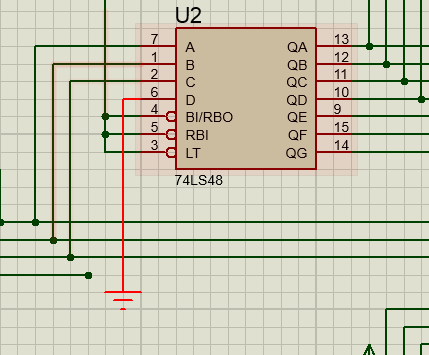 U2
7 A QA 13
1 B QB 12
2 C QC 11
6 D QD 10
4 BI/RBO QE 9
5 RBI QF 15
3 LT QG 14
74LS48